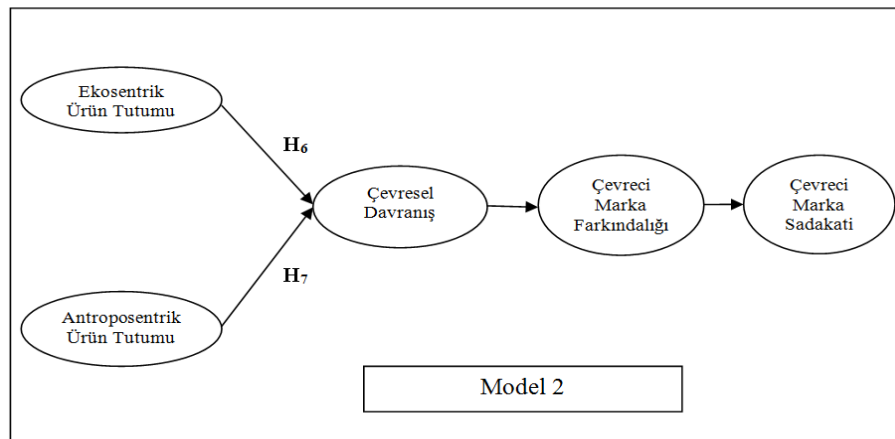 Ekosentrik
Ürün Tutumu
H₆
Çevresel
Davranış
Çevreci
Marka
Farkındalığı
Çevreci
Marka
Sadakati
H₇
Antroposentrik
Ürün Tutumu
Model 2